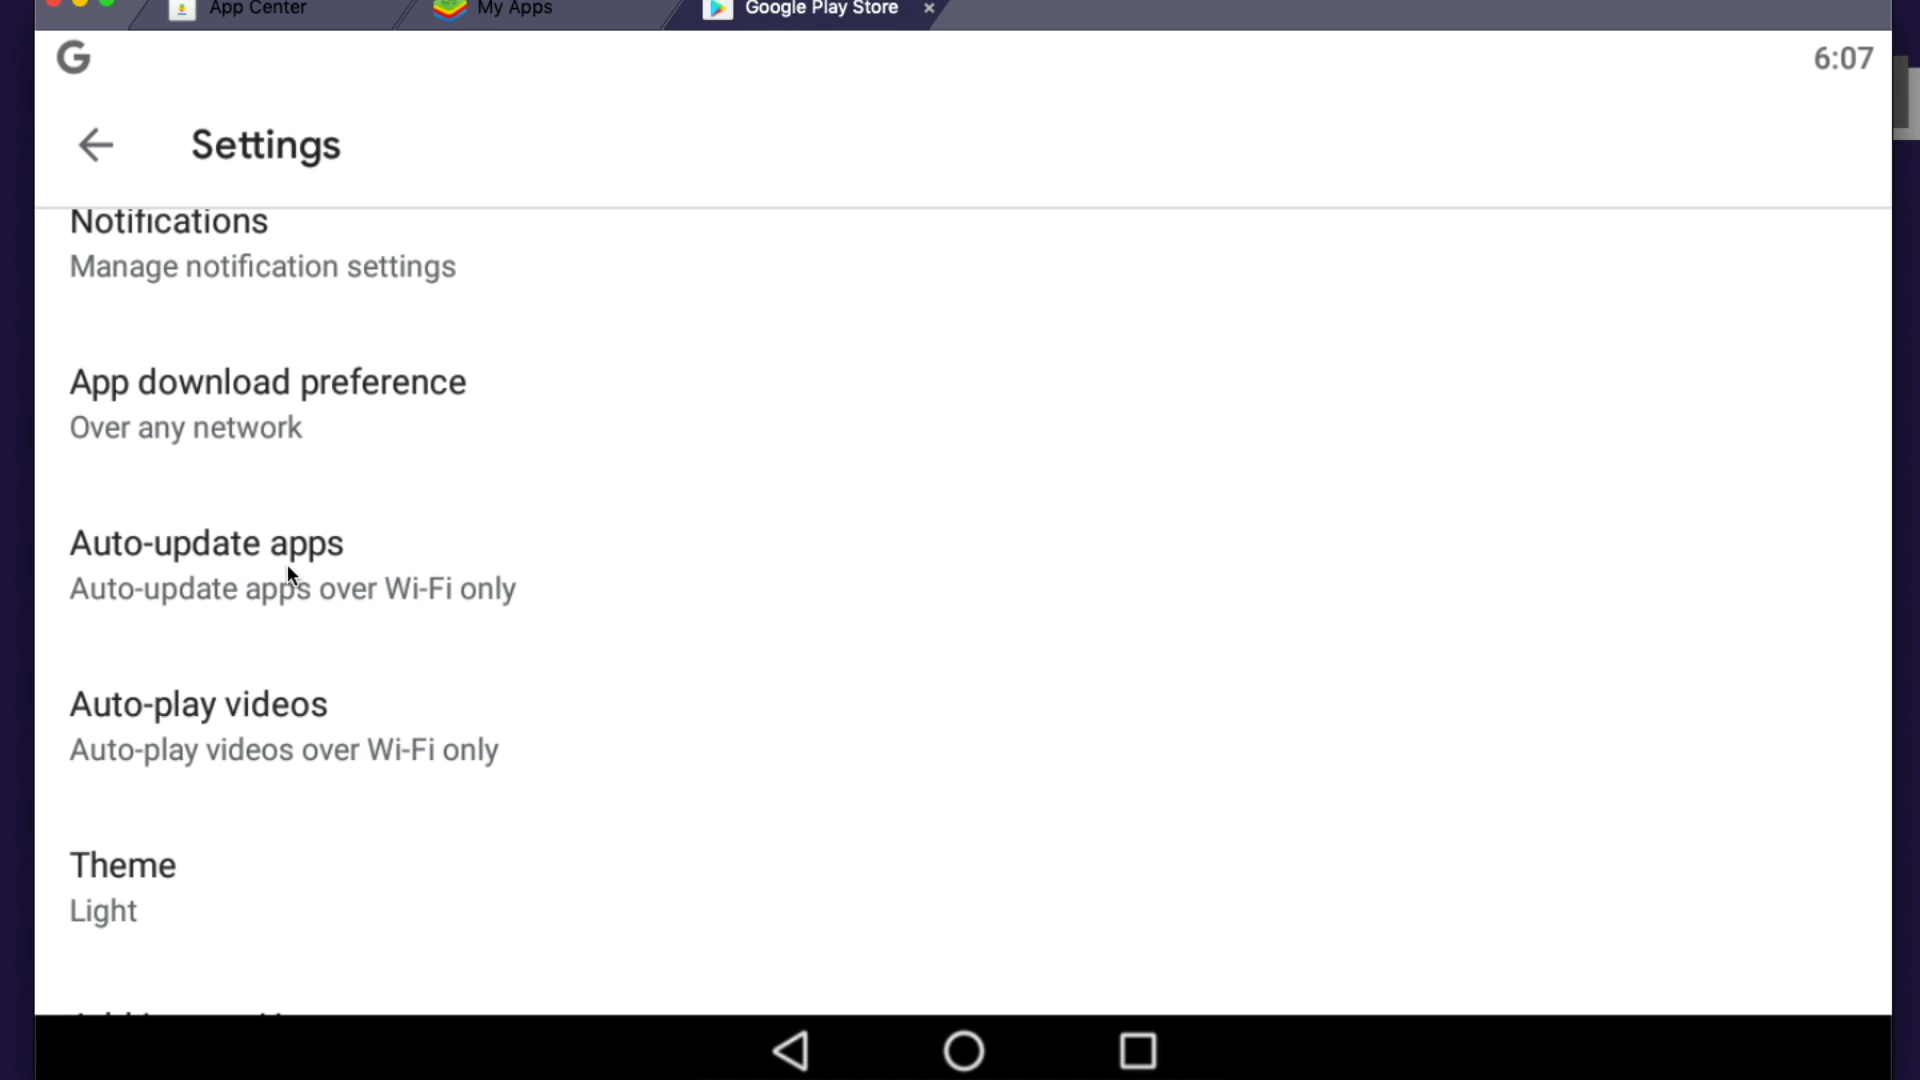 App Center My Apps Google Play Store ×
G 6:07
Settings
Notifications
Manage notification settings
App download preference
Over any network
Auto-update apps
Auto-update apps over Wi-Fi only
Auto-play videos
Auto-play videos over Wi-Fi only
Theme
Light